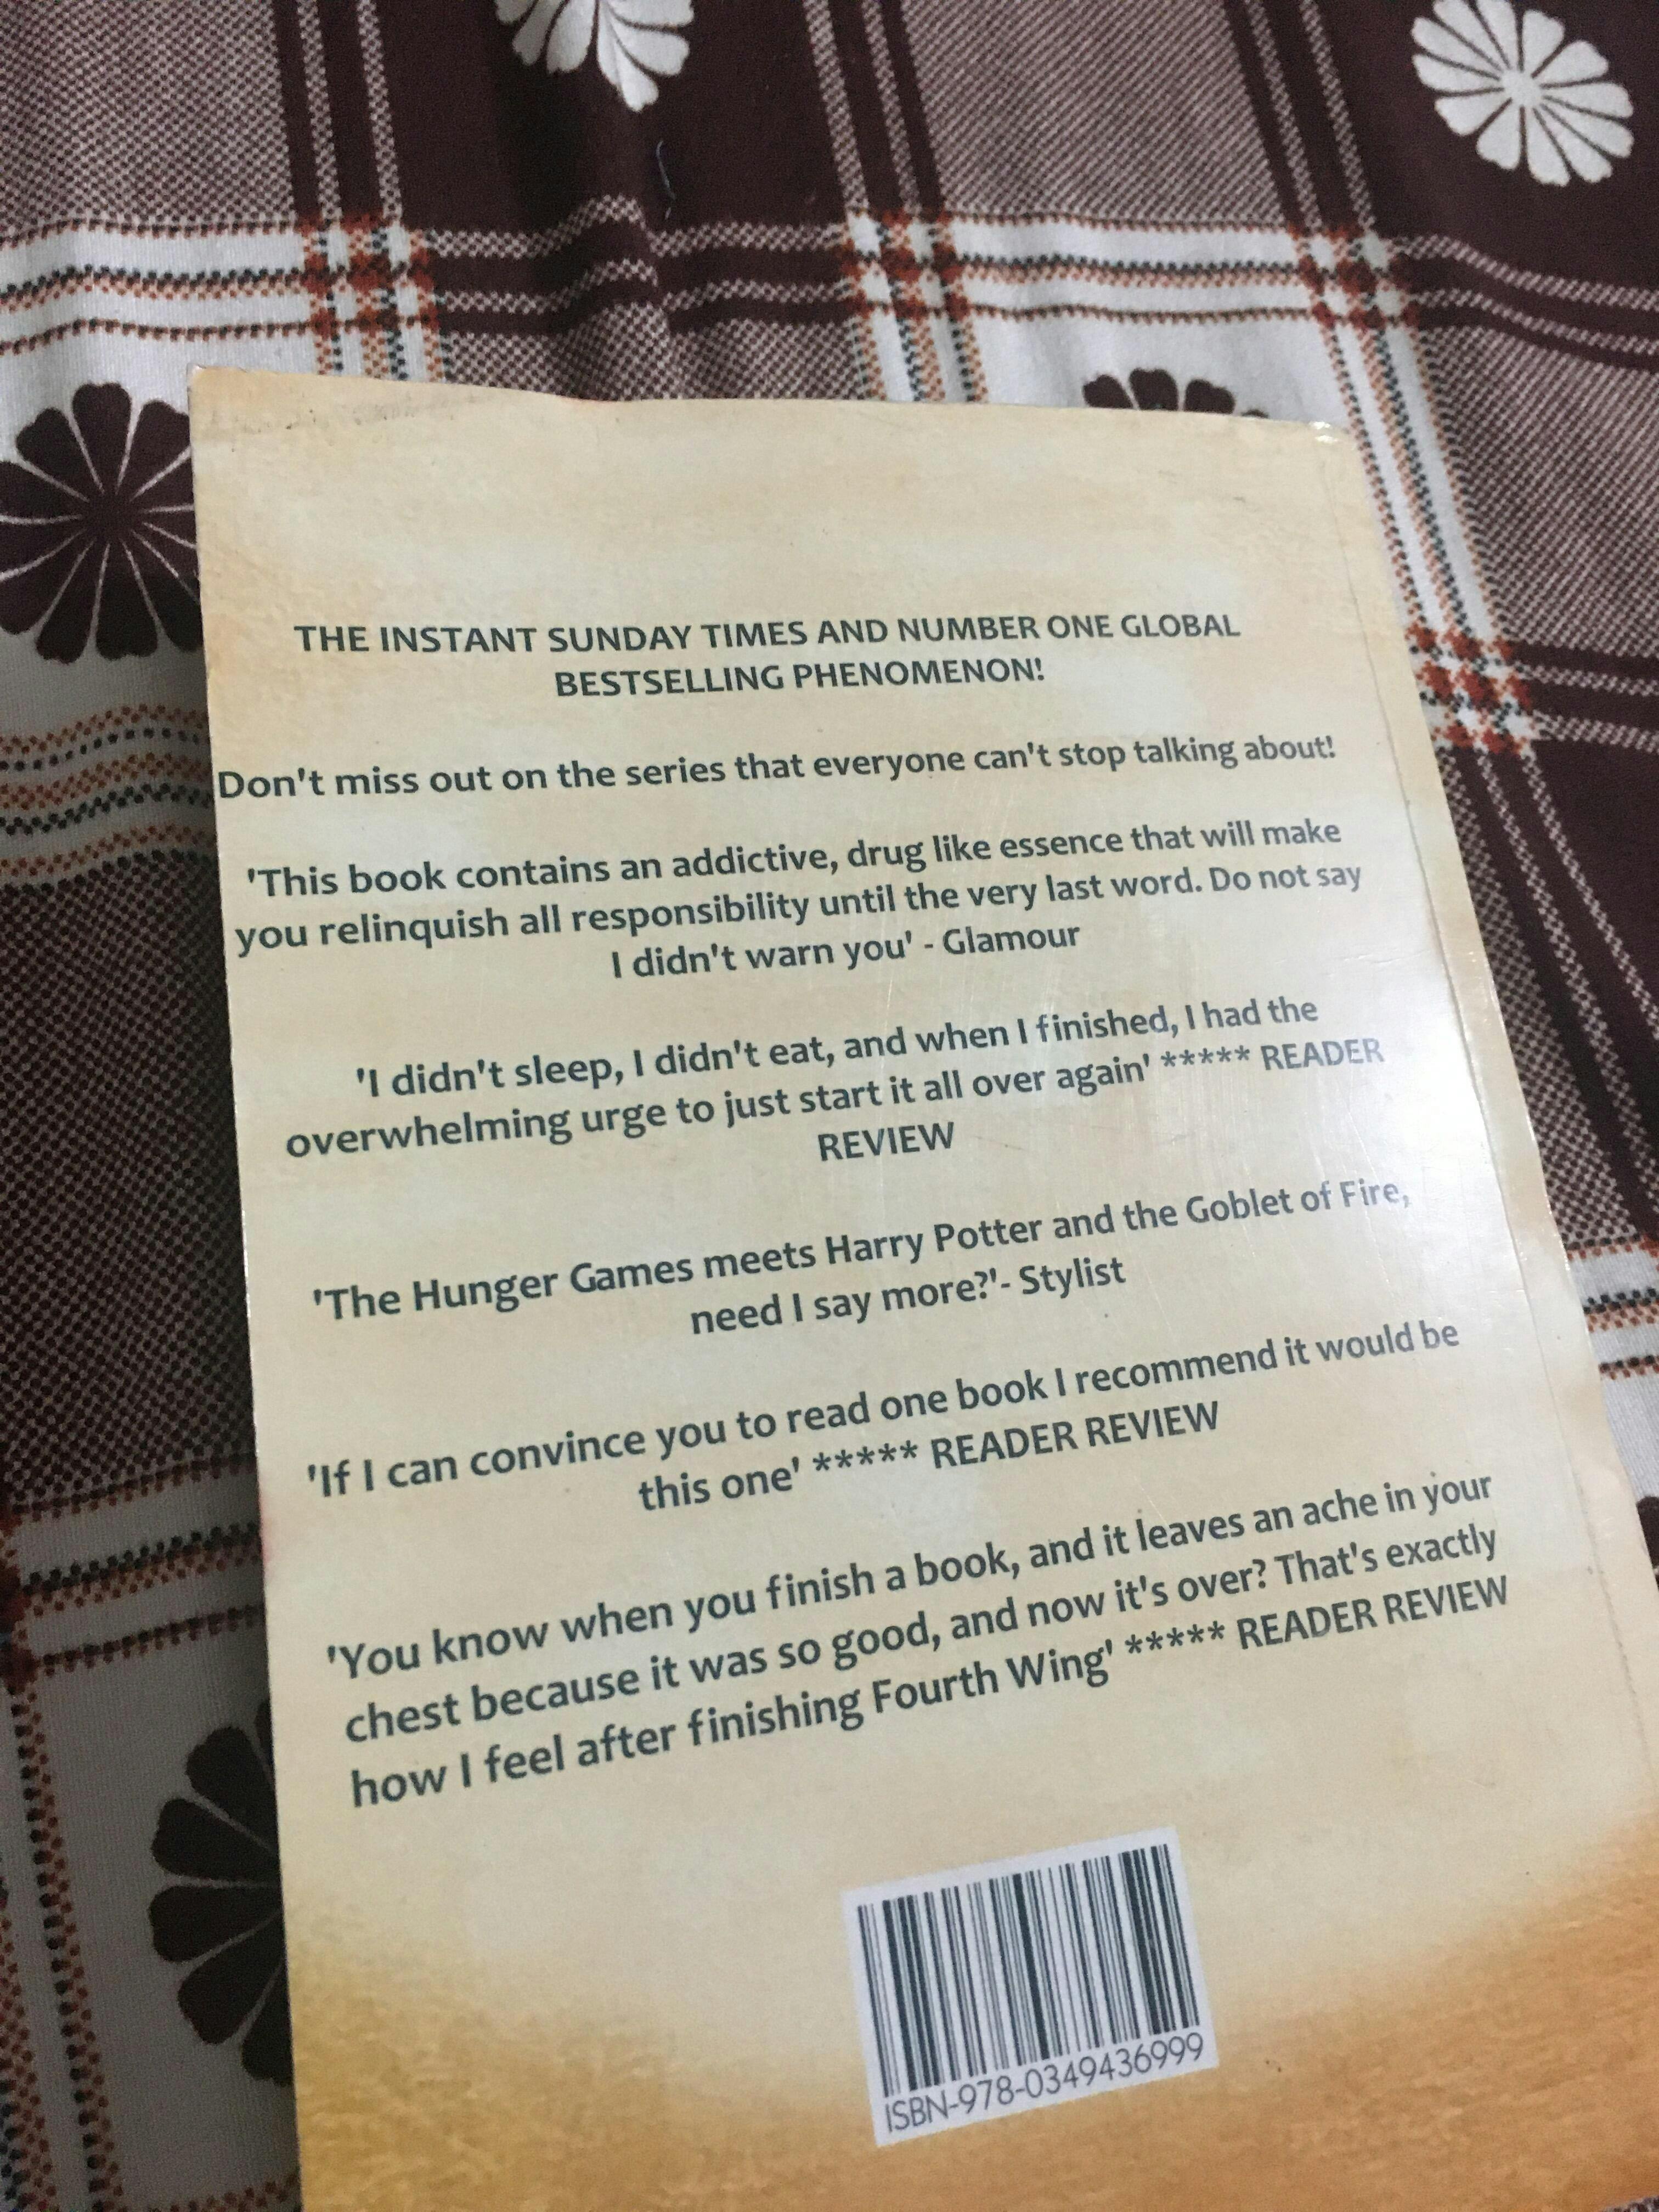 THE INSTANT SUNDAY TIMES AND NUMBER ONE GLOBAL
BESTSELLING PHENOMENON!
Don't miss out on the series that everyone can't stop talking about!
'This book contains an addictive, drug like essence that will make
you relinquish all responsibility until the very last word. Do not say
I didn't warn you' - Glamour
'I didn't sleep, I didn't eat, and when I finished, I had the
overwhelming urge to just start it all over again' ***** READER
REVIEW
'The Hunger Games meets Harry Potter and the Goblet of Fire,
need I say more?'- Stylist
'If I can convince you to read one book I recommend it would be
this one' ***** READER REVIEW
'You know when you finish a book, and it leaves an ache in your
chest because it was so good, and now it's over? That's exactly
how I feel after finishing Fourth Wing' ***** READER REVIEW
ISBN-978-0349436999